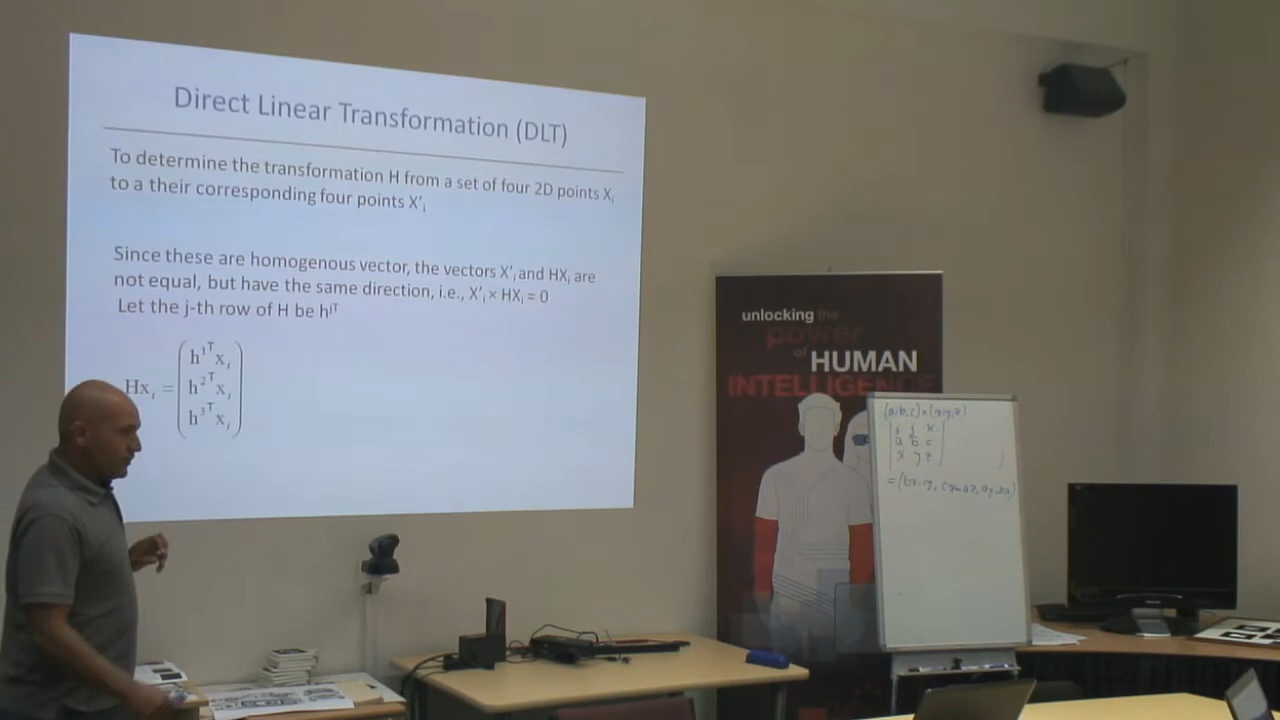 Direct Linear Transformation (DLT)
To determine the transformation H from a set of four 2D points Xᵢ
to a their corresponding four points X'ᵢ
Since these are homogenous vector, the vectors X'ᵢ and HXᵢ are
not equal, but have the same direction, i.e., X'ᵢ × HXᵢ = 0
Let the j-th row of H be hʲᵀ
h¹ᵀxᵢ
Hxᵢ = h²ᵀxᵢ
h³ᵀxᵢ
unlocking the
power
of HUMAN
INTELLIGENCE
(a,b,c)×(x,y,z)
i j k
a b c
x y z